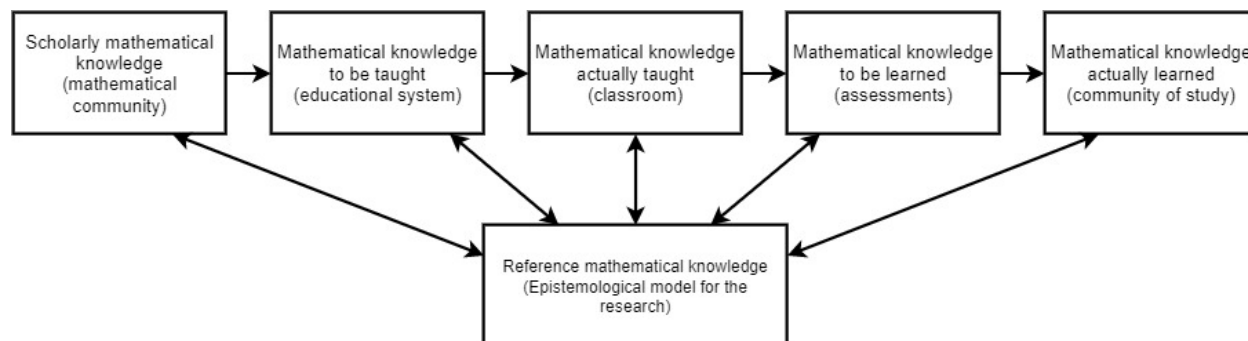 Scholarly mathematical
knowledge
(mathematical
community)
Mathematical knowledge
to be taught
(educational system)
Mathematical knowledge
actually taught
(classroom)
Mathematical knowledge
to be learned
(assessments)
Mathematical knowledge
actually learned
(community of study)
Reference mathematical knowledge
(Epistemological model for the
research)